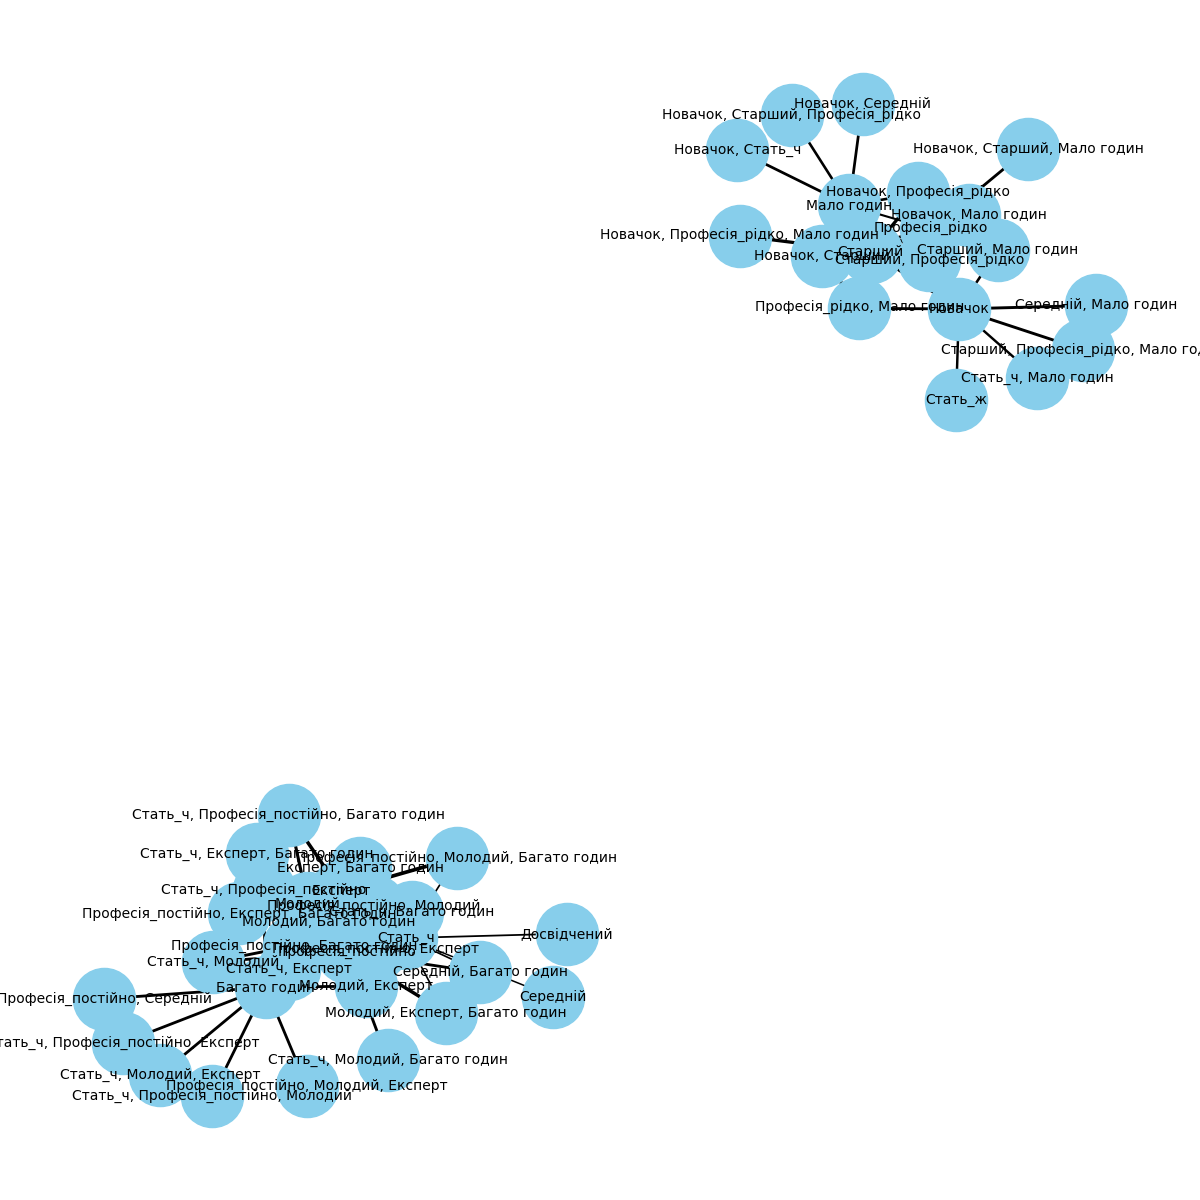 Новачок, Середній
Новачок, Старший, Професія_рідко
Новачок, Стать_ч
Новачок, Старший, Мало годин
Новачок, Професія_рідко
Мало годин
Новачок, Мало годин
Професія_рідко
Новачок, Професія_рідко, Мало годин
Старший
Старший, Мало годин
Новачок, Старший
Старший, Професія_рідко
Професія_рідко, Мало годин
Новачок
Середній, Мало годин
Старший, Професія_рідко, Мало го
Стать_ч, Мало годин
Стать_ж
Стать_ч, Професія_постійно, Багато годин
Стать_ч, Експерт, Багато годин
Професія_постійно, Молодий, Багато годин
Експерт, Багато годин
Стать_ч, Професія_постійно
Експерт
Молодий
Професія_постійно, Молодий
Стать_ч, Багато годин
Професія_постійно, Експерт, Багато годин
Молодий, Багато годин
Стать_ч
Досвідчений
Професія_постійно, Багато годин
Професія_постійно, Експерт
Професія_постійно
Стать_ч, Молодий
Стать_ч, Експерт
Середній, Багато годин
Багато годин
Молодий, Експерт
Професія_постійно, Середній
Середній
Молодий, Експерт, Багато годин
тать_ч, Професія_постійно, Експерт
Стать_ч, Молодий, Багато годин
Стать_ч, Молодий, Експерт
Професія_постійно, Молодий, Експерт
Стать_ч, Професія_постійно, Молодий